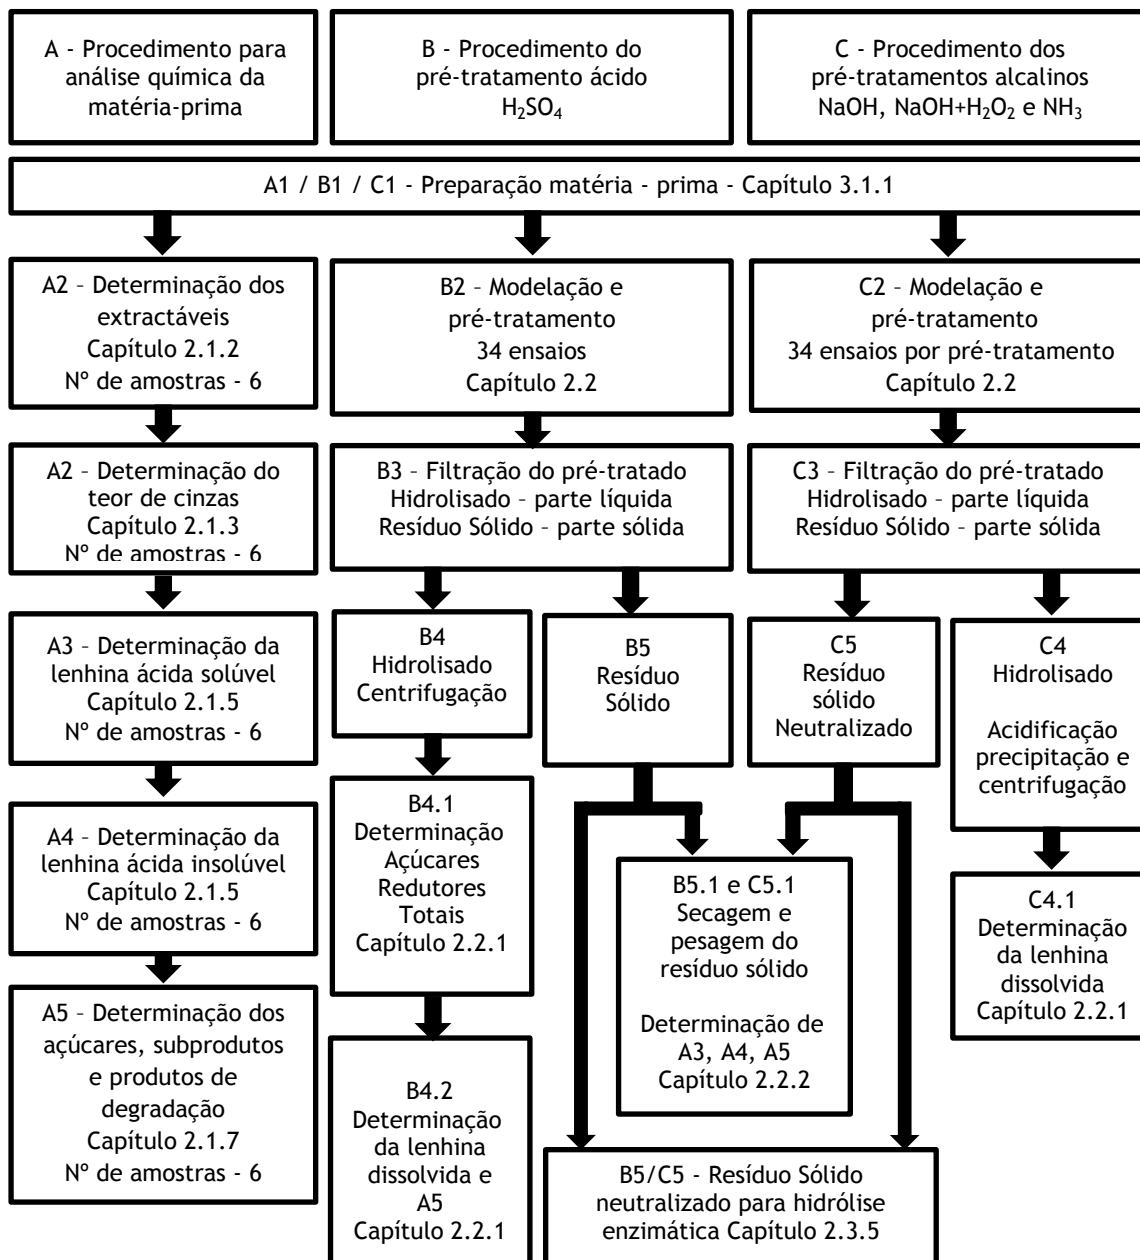 A - Procedimento para
análise química da
matéria-prima
B - Procedimento do
pré-tratamento ácido
H₂SO₄
C - Procedimento dos
pré-tratamentos alcalinos
NaOH, NaOH+H₂O₂ e NH₃
A1 / B1 / C1 - Preparação matéria - prima - Capítulo 3.1.1
A2 – Determinação dos
extractáveis
Capítulo 2.1.2
Nº de amostras - 6
B2 – Modelação e
pré-tratamento
34 ensaios
Capítulo 2.2
C2 – Modelação e
pré-tratamento
34 ensaios por pré-tratamento
Capítulo 2.2
A2 – Determinação do
teor de cinzas
Capítulo 2.1.3
Nº de amostras - 6
B3 – Filtração do pré-tratado
Hidrolisado – parte líquida
Resíduo Sólido – parte sólida
C3 – Filtração do pré-tratado
Hidrolisado – parte líquida
Resíduo Sólido – parte sólida
A3 – Determinação da
lenhina ácida solúvel
Capítulo 2.1.5
Nº de amostras - 6
B4
Hidrolisado
Centrifugação
B5
Resíduo
Sólido
C5
Resíduo
sólido
Neutralizado
C4
Hidrolisado
Acidificação
precipitação e
centrifugação
A4 – Determinação da
lenhina ácida insolúvel
Capítulo 2.1.5
Nº de amostras - 6
B4.1
Determinação
Açúcares
Redutores
Totais
Capítulo 2.2.1
B5.1 e C5.1
Secagem e
pesagem do
resíduo sólido
Determinação de
A3, A4, A5
Capítulo 2.2.2
C4.1
Determinação
da lenhina
dissolvida
Capítulo 2.2.1
A5 – Determinação dos
açúcares, subprodutos
e produtos de
degradação
Capítulo 2.1.7
Nº de amostras - 6
B4.2
Determinação
da lenhina
dissolvida e
A5
Capítulo 2.2.1
B5/C5 - Resíduo Sólido
neutralizado para hidrólise
enzimática Capítulo 2.3.5